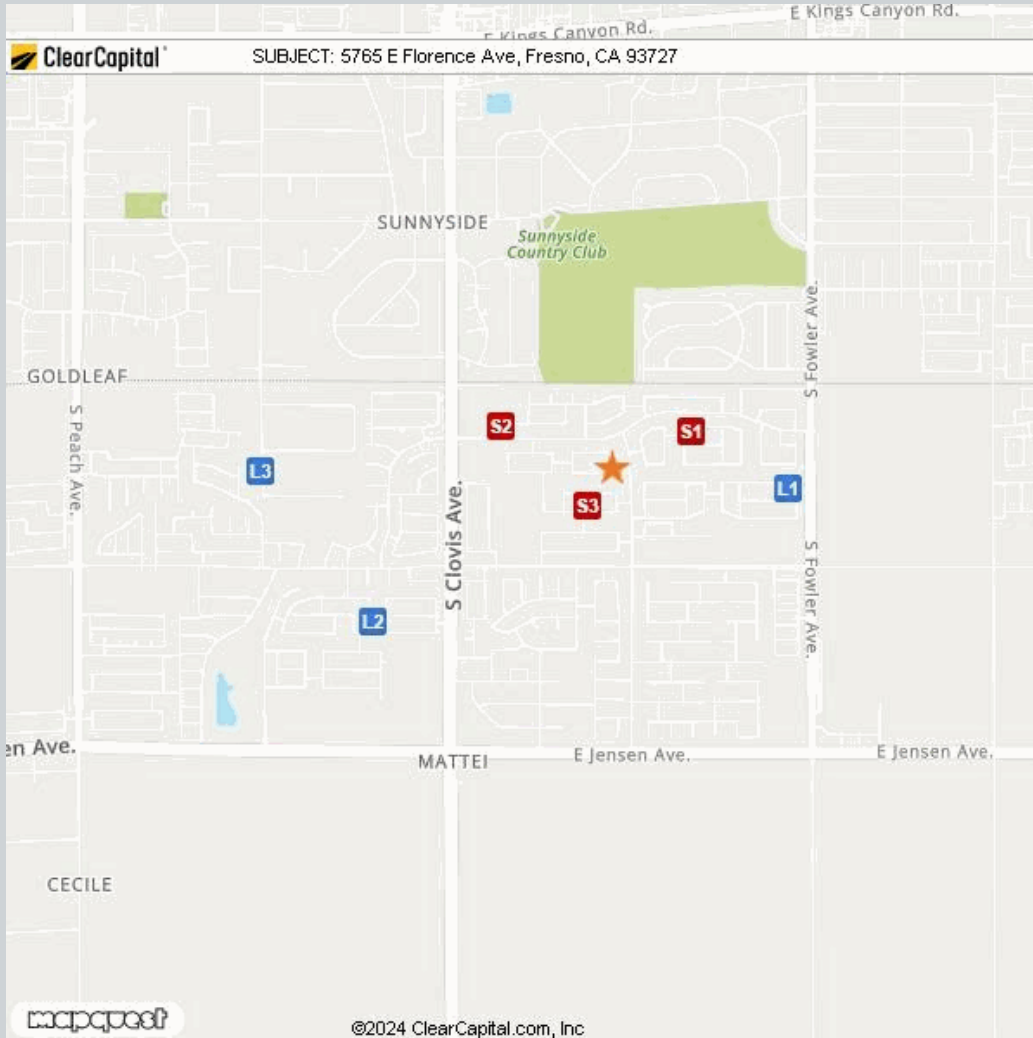 E Kings Canyon Rd.
E Kings Canyon Rd.
ClearCapital
SUBJECT: 5765 E Florence Ave, Fresno, CA 93727
SUNNYSIDE
Sunnyside
Country Club
S Fowler Ave.
GOLDLEAF
S Peach Ave.
S2
S1
L3
L1
S3
S Clovis Ave.
S Fowler Ave.
L2
en Ave.
MATTEI
E Jensen Ave.
E Jensen Ave.
CECILE
mapquest
©2024 ClearCapital.com, Inc